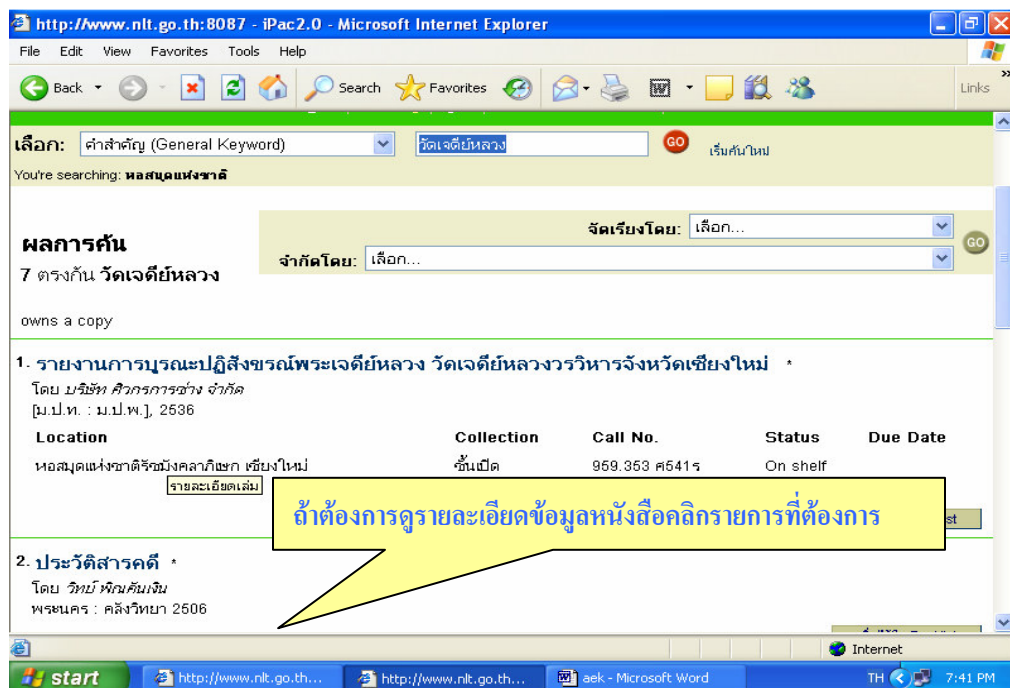 http://www.nlt.go.th:8087 - iPac2.0 - Microsoft Internet Explorer
File Edit View Favorites Tools Help
Back Search Favorites Links
เลือก: คำสำคัญ (General Keyword) วัดเจดีย์หลวง GO เริ่มค้นใหม่
You're searching: หอสมุดแห่งชาติ
จัดเรียงโดย: เลือก...
ผลการค้น GO
จำกัดโดย: เลือก...
7 ตรงกัน วัดเจดีย์หลวง
owns a copy
1. รายงานการบูรณะปฏิสังขรณ์พระเจดีย์หลวง วัดเจดีย์หลวงวรวิหารจังหวัดเชียงใหม่ *
โดย บริษัท ศิวกรการช่าง จำกัด
[ม.ป.ท. : ม.ป.พ.], 2536
Location Collection Call No. Status Due Date
หอสมุดแห่งชาติรัชมังคลาภิเษก เชียงใหม่ ชั้นเปิด 959.353 ศ541ร On shelf
รายละเอียดเล่ม
ถ้าต้องการดูรายละเอียดข้อมูลหนังสือคลิกรายการที่ต้องการ
st
2. ประวัติสารคดี *
โดย วิทย์ พิณคันเงิน
พระนคร : คลังวิทยา 2506
Internet
start http://www.nlt.go.th... http://www.nlt.go.th... aek - Microsoft Word TH 7:41 PM